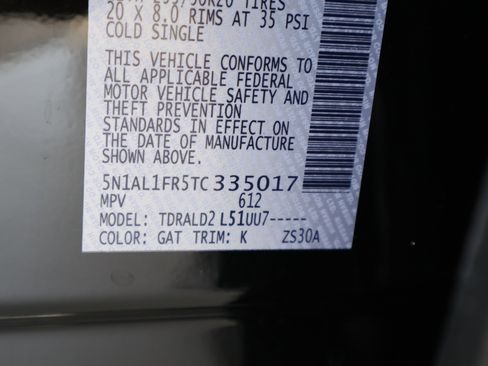 TIRES
20 X 8.0 RIMS AT 35 PSI
COLD SINGLE
THIS VEHICLE CONFORMS TO
ALL APPLICABLE FEDERAL
MOTOR VEHICLE SAFETY AND
THEFT PREVENTION
STANDARDS IN EFFECT ON
THE DATE OF MANUFACTURE
SHOWN ABOVE.
5N1AL1FR5TC335017
MPV 612
MODEL: TDRALD2 L51UU7-----
COLOR: GAT TRIM: K ZS30A